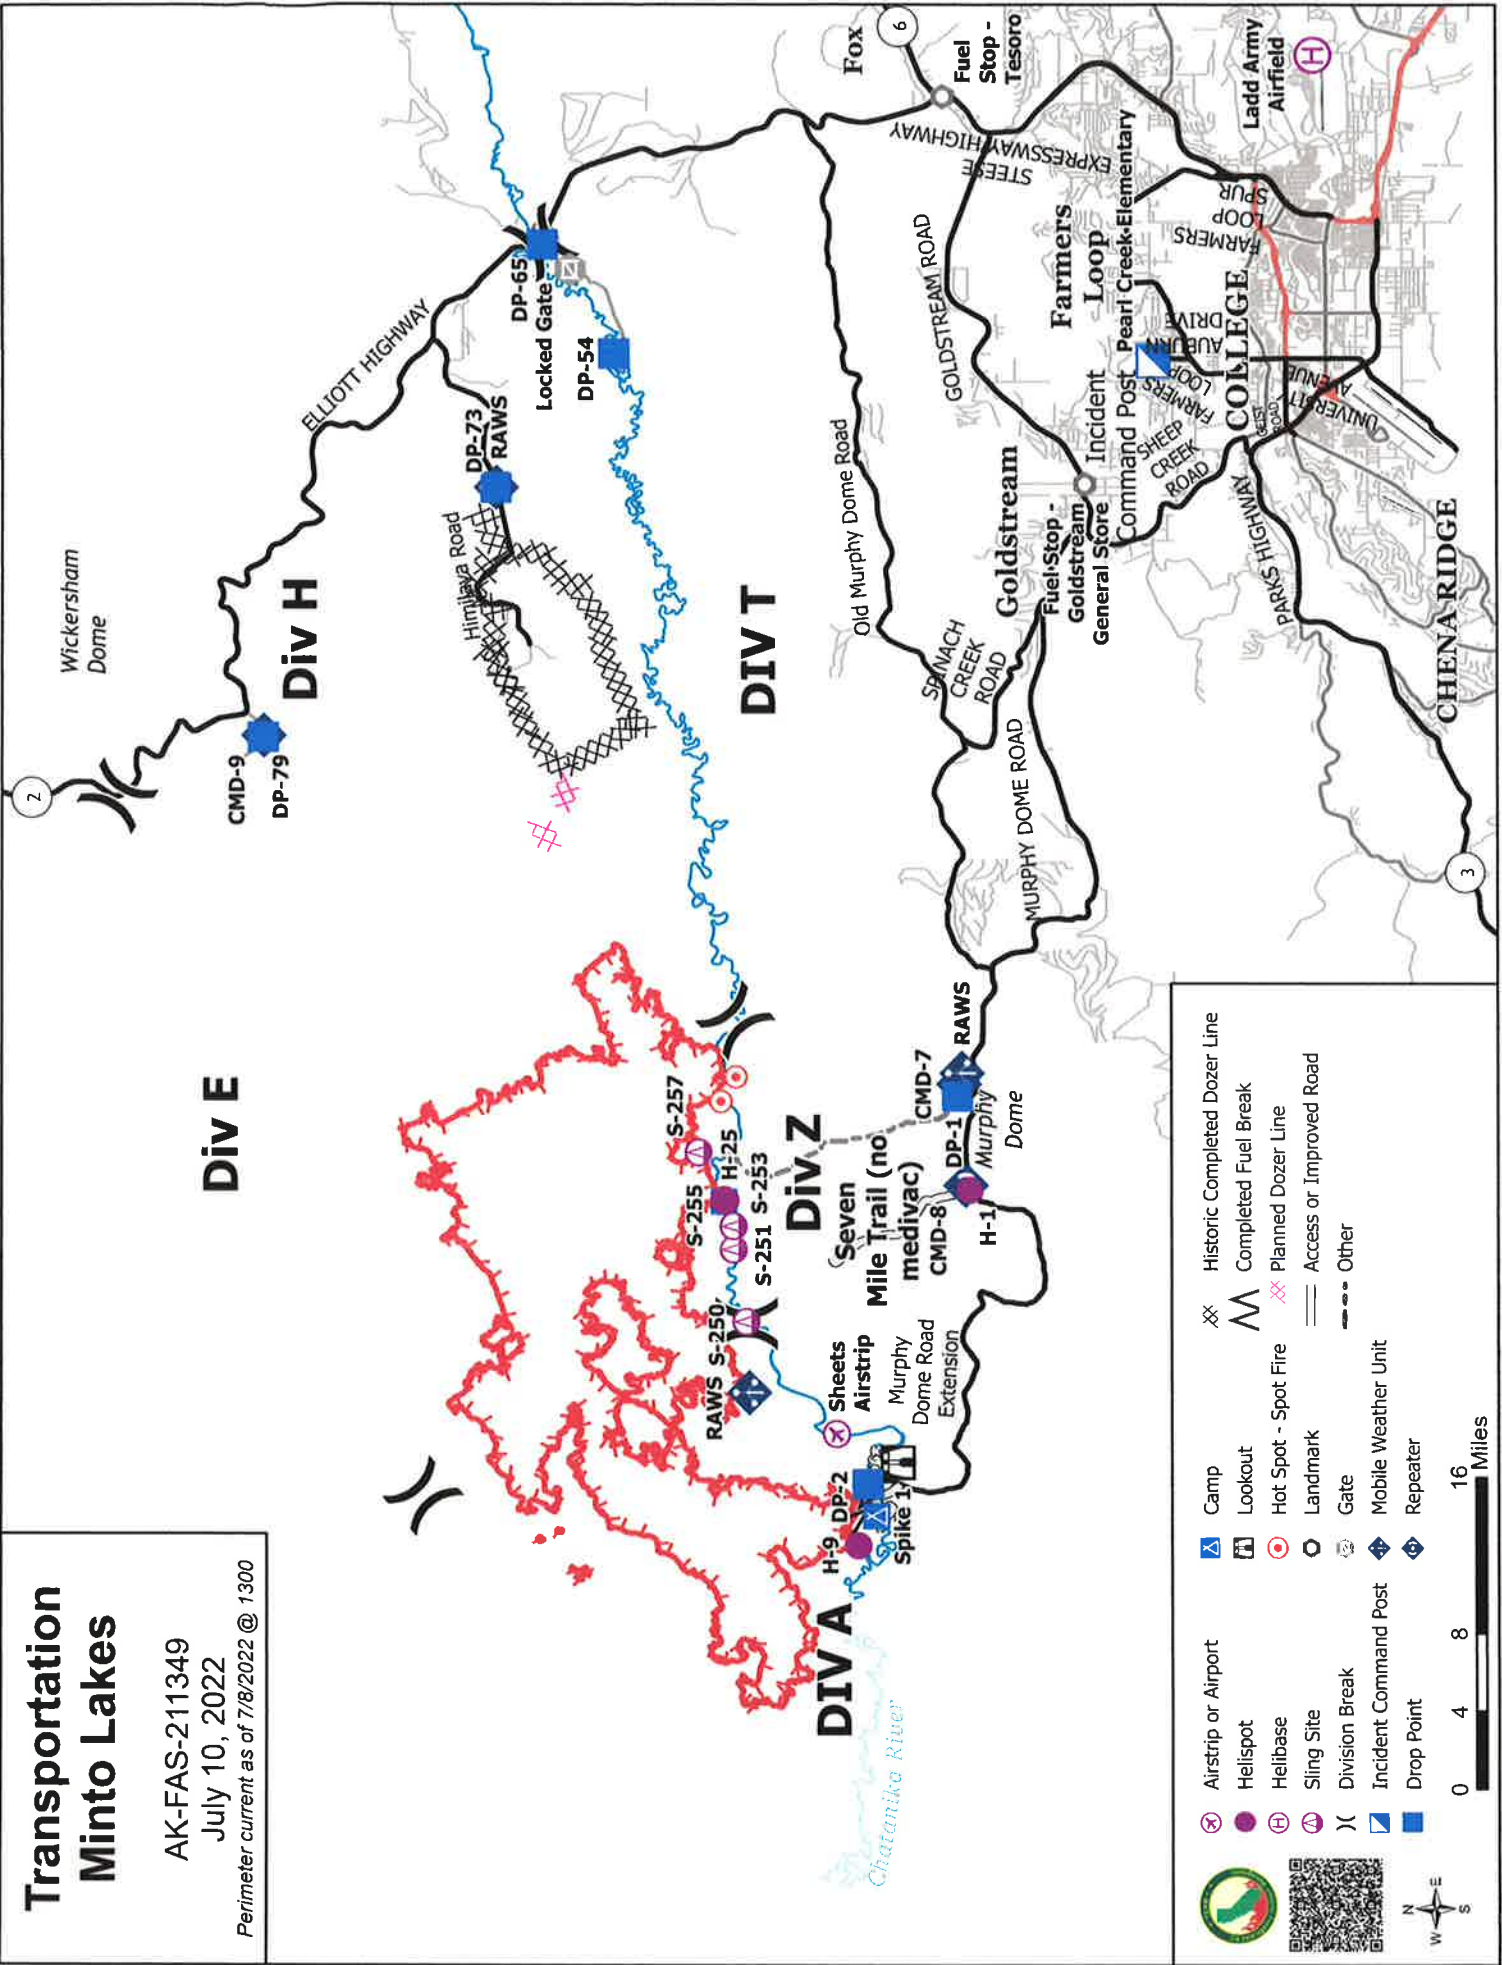 Transportation
Minto Lakes
AK-FAS-211349
July 10, 2022
Perimeter current as of 7/8/2022 @ 1300
2
Wickersham
Dome
CMD-9
DP-79
Div H
ELLIOTT HIGHWAY
Div E
DP-73
RAWS
Himilaya Road
DP-65
Locked Gate
DP-54
DIV T
Fox
6
Fuel
Stop -
Tesoro
STEESE
EXPRESSWAY HIGHWAY
Old Murphy Dome Road
GOLDSTREAM ROAD
Farmers
Loop
Ladd Army
Airfield
FARMERS
LOOP
SPUR
Pearl Creek Elementary
Incident
Command Post
AUBURN
DRIVE
FARMERS
LOOP
COLLEGE
GEIST
ROAD
UNIVERSITY
AVENUE
SHEEP
CREEK
ROAD
Goldstream
Fuel Stop -
Goldstream
General Store
SPINACH
CREEK
ROAD
MURPHY DOME ROAD
PARKS HIGHWAY
CHENA RIDGE
3
S-257
H-25
S-255
S-253
S-251
Div Z
Seven
Mile Trail (no
medivac)
CMD-7
RAWS
DP-1
Murphy
Dome
CMD-8
H-1
RAWS
S-250
Sheets
Airstrip
Murphy
Dome Road
Extension
DP-2
H-9
Spike 1
DIV A
Chatanika River
Airstrip or Airport
Helispot
Helibase
Sling Site
Division Break
Incident Command Post
Drop Point
Camp
Lookout
Hot Spot - Spot Fire
Landmark
Gate
Mobile Weather Unit
Repeater
Historic Completed Dozer Line
Completed Fuel Break
Planned Dozer Line
Access or Improved Road
Other
N
W
E
S
0 4 8 16
Miles